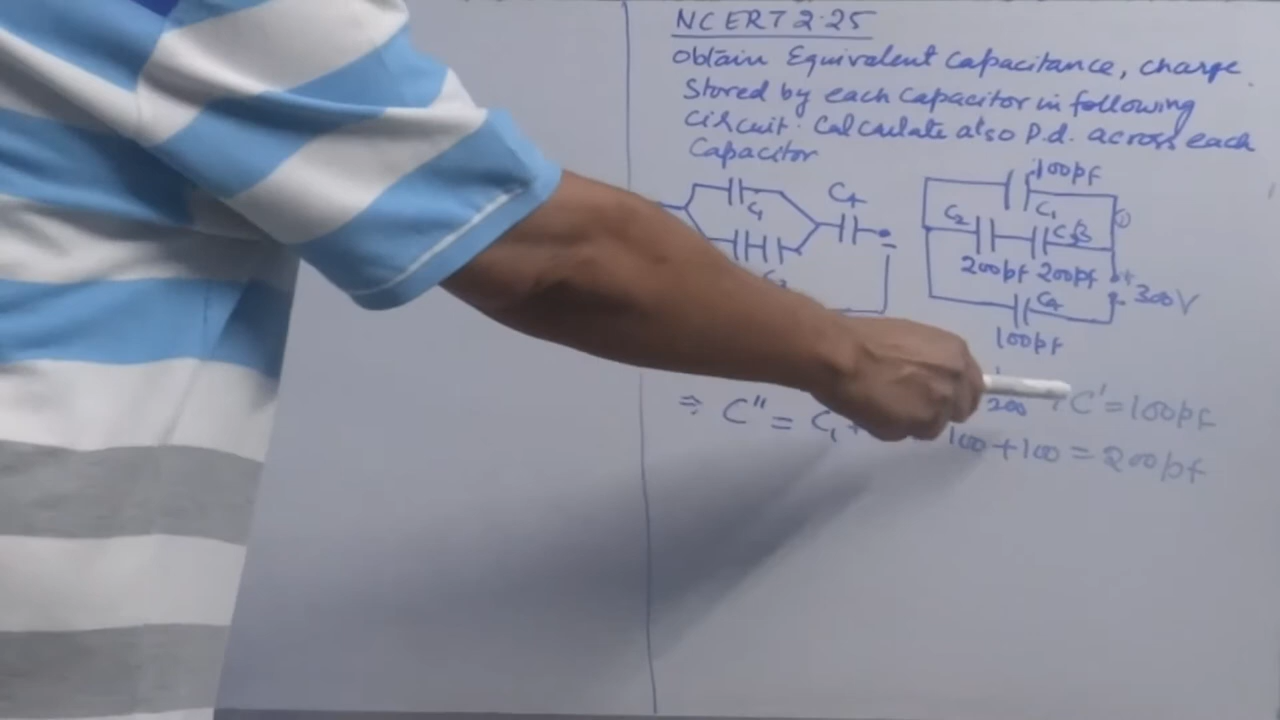 NCERT 2.25
Obtain Equivalent Capacitance, charge
Stored by each capacitor in following
circuit. Calculate also P.d. across each
Capacitor
100pf
C1
C4
C1
C2
C3
200pf 200pf
+
300V
C4
100pf
200
C' = 100pf
⇒ C" = C1 +
100 + 100 = 200pf